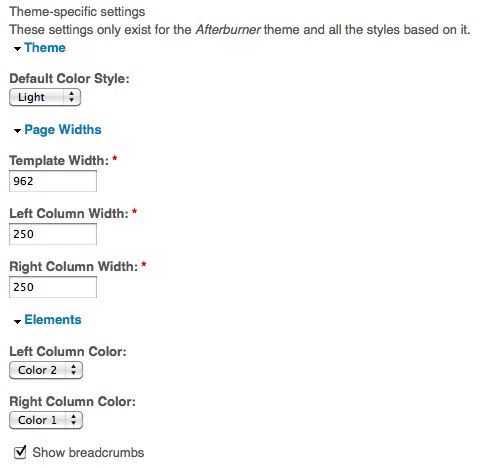 Theme-specific settings
These settings only exist for the Afterburner theme and all the styles based on it.
Theme
Default Color Style:
Light
Page Widths
Template Width: *
962
Left Column Width: *
250
Right Column Width: *
250
Elements
Left Column Color:
Color 2
Right Column Color:
Color 1
Show breadcrumbs